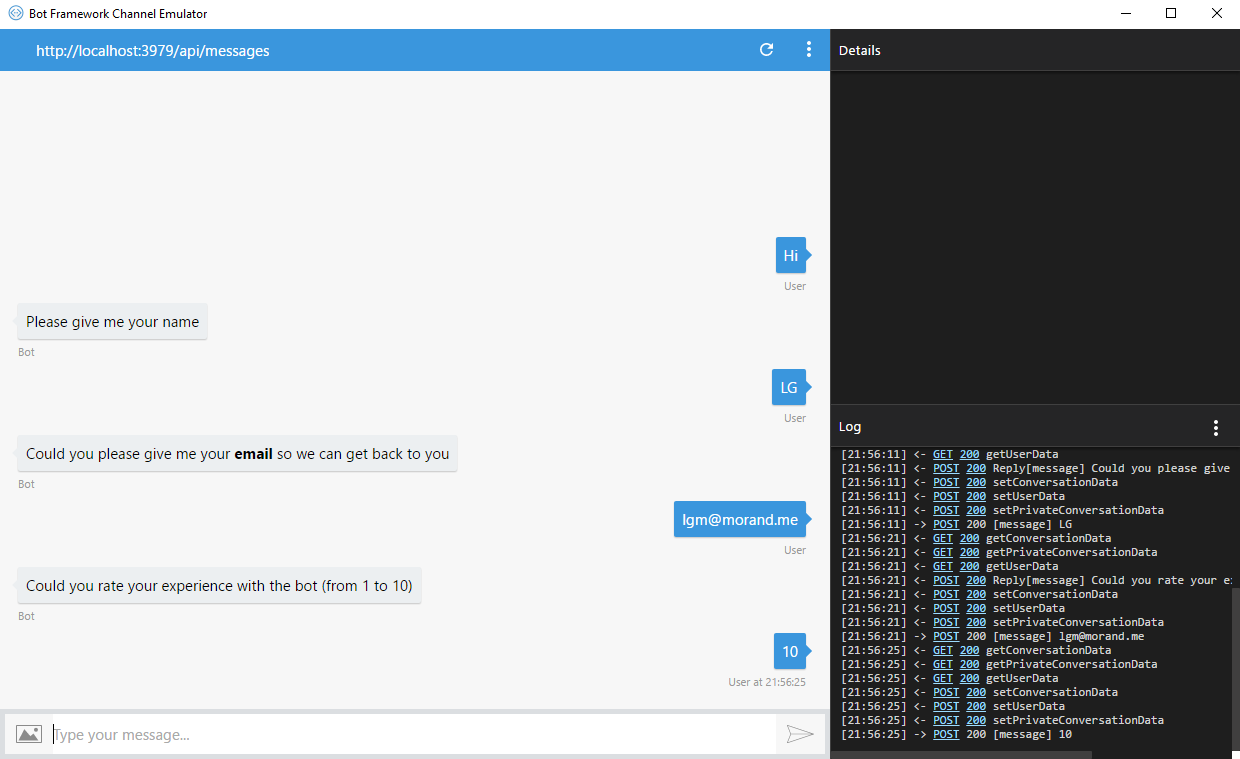 Bot Framework Channel Emulator
http://localhost:3979/api/messages
Hi
User
Please give me your name
Bot
LG
User
Could you please give me your email so we can get back to you
Bot
lgm@morand.me
User
Could you rate your experience with the bot (from 1 to 10)
Bot
10
User at 21:56:25
Type your message...
Details
Log
[21:56:11] <- GET 200 getUserData
[21:56:11] <- POST 200 Reply[message] Could you please give
[21:56:11] <- POST 200 setConversationData
[21:56:11] <- POST 200 setUserData
[21:56:11] <- POST 200 setPrivateConversationData
[21:56:11] -> POST 200 [message] LG
[21:56:21] <- GET 200 getConversationData
[21:56:21] <- GET 200 getPrivateConversationData
[21:56:21] <- GET 200 getUserData
[21:56:21] <- POST 200 Reply[message] Could you rate your e
[21:56:21] <- POST 200 setConversationData
[21:56:21] <- POST 200 setUserData
[21:56:21] <- POST 200 setPrivateConversationData
[21:56:21] -> POST 200 [message] lgm@morand.me
[21:56:25] <- GET 200 getConversationData
[21:56:25] <- GET 200 getPrivateConversationData
[21:56:25] <- GET 200 getUserData
[21:56:25] <- POST 200 setConversationData
[21:56:25] <- POST 200 setUserData
[21:56:25] <- POST 200 setPrivateConversationData
[21:56:25] -> POST 200 [message] 10